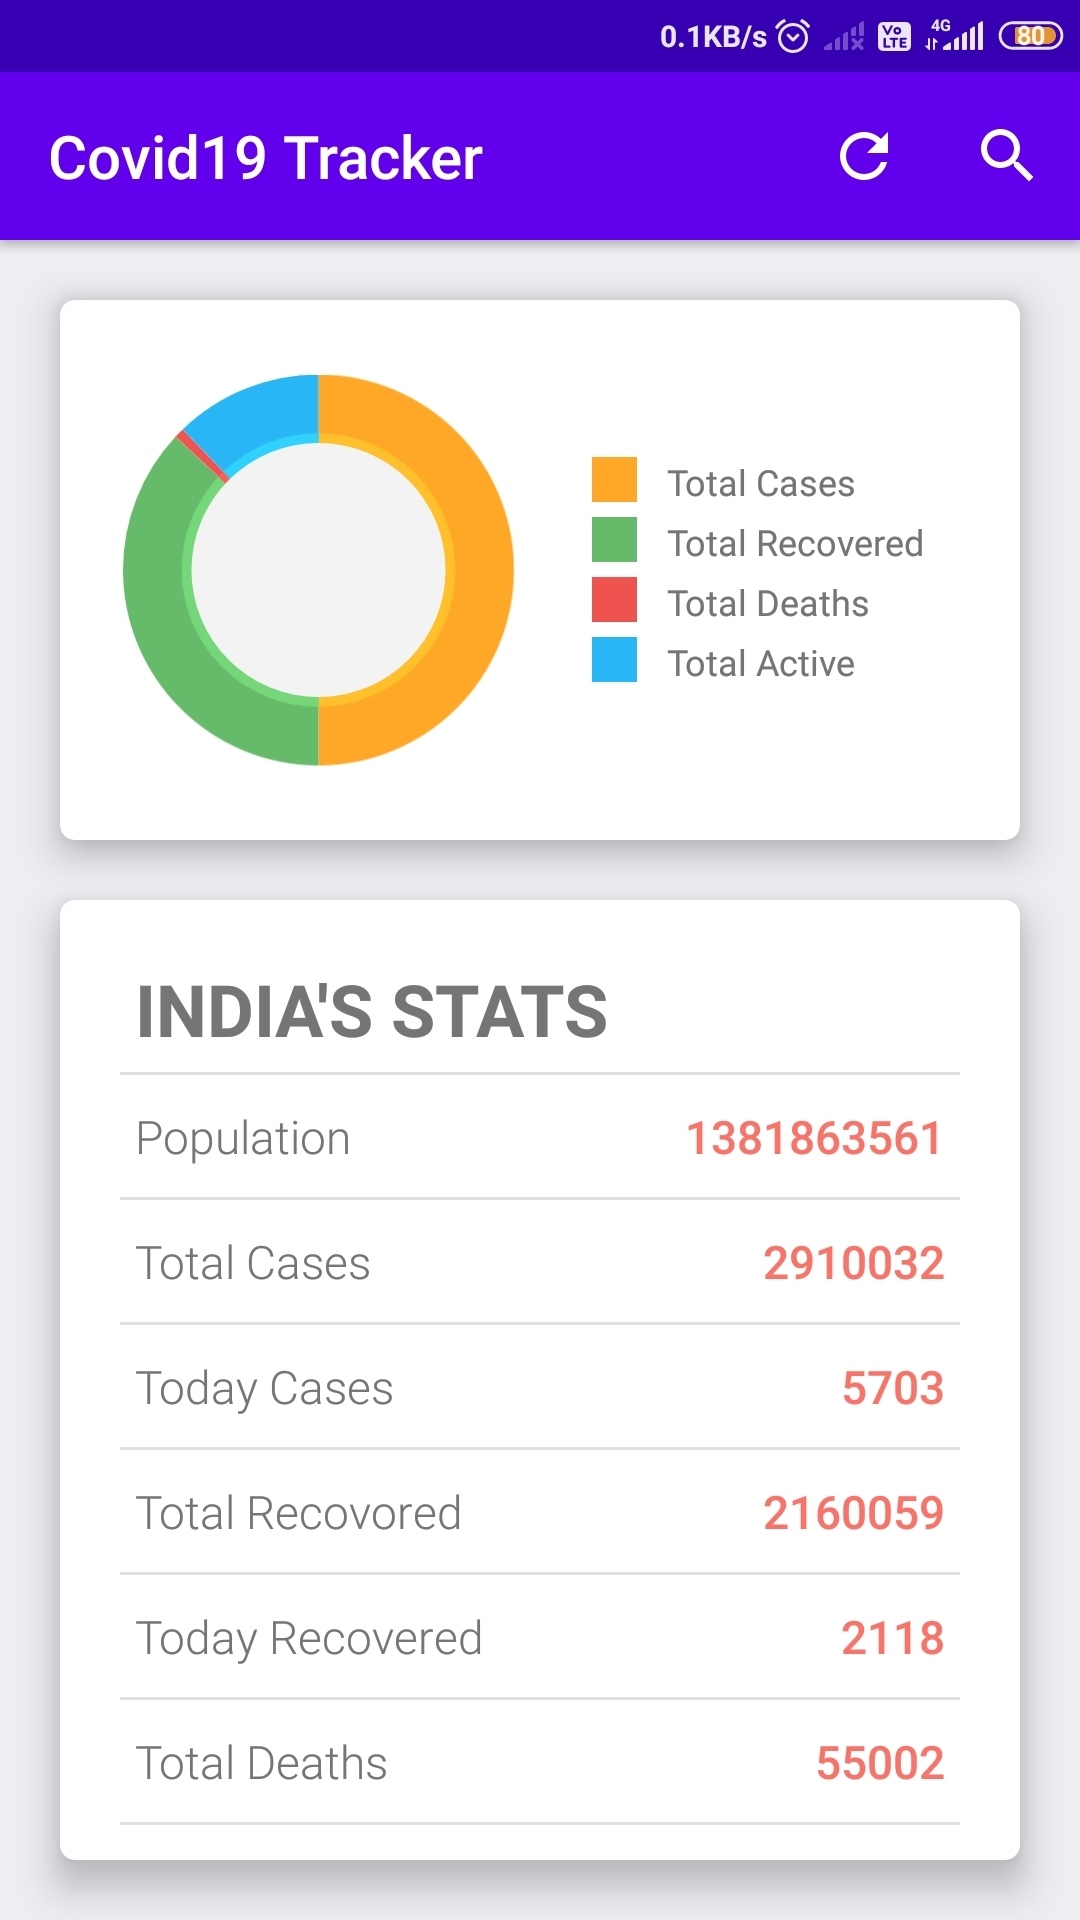 0.1KB/s Vo LTE 4G 80
Covid19 Tracker
Total Cases
Total Recovered
Total Deaths
Total Active
INDIA'S STATS
Population 1381863561
Total Cases 2910032
Today Cases 5703
Total Recovored 2160059
Today Recovered 2118
Total Deaths 55002